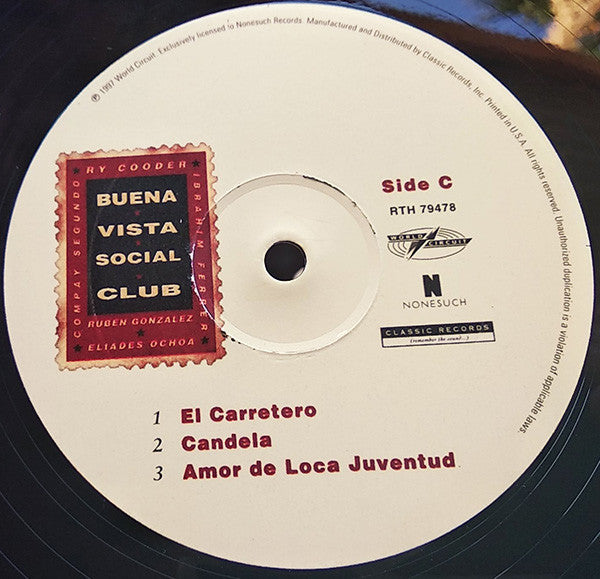 ℗ 1997 World Circuit. Exclusively licensed to Nonesuch Records. Manufactured and Distributed by Classic Records, Inc. Printed in U.S.A. All rights reserved. Unauthorized duplication is a violation of applicable laws.
COMPAY SEGUNDO ★ RY COODER ★ IBRAHIM FERRER
BUENA
VISTA
SOCIAL
CLUB
RUBEN GONZALEZ
★ ELIADES OCHOA ★
Side C
RTH 79478
WORLD CIRCUIT
N
NONESUCH
CLASSIC RECORDS
(remember the sound...)
1 El Carretero
2 Candela
3 Amor de Loca Juventud